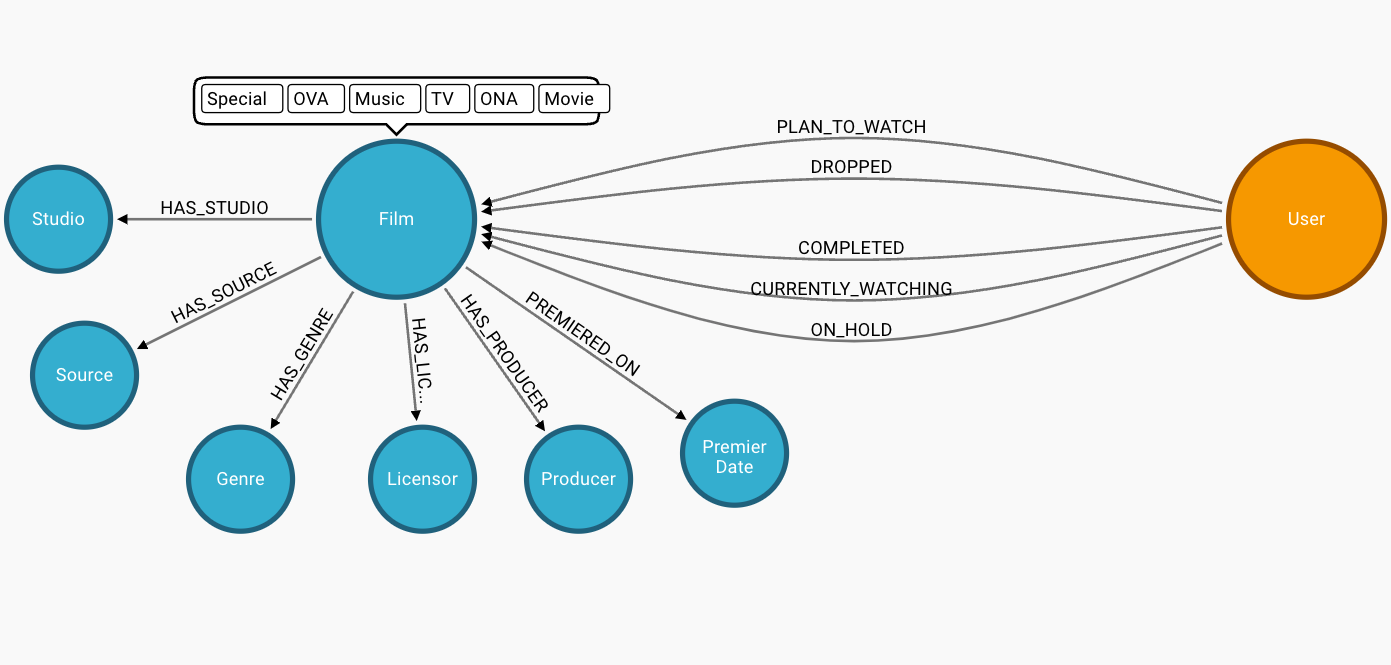 Special OVA Music TV ONA Movie
PLAN_TO_WATCH
DROPPED
HAS_STUDIO
Studio
Film
User
COMPLETED
HAS_SOURCE
CURRENTLY_WATCHING
PREMIERED_ON
HAS_GENRE
HAS_LIC...
HAS_PRODUCER
ON_HOLD
Source
Premier
Date
Genre
Licensor
Producer